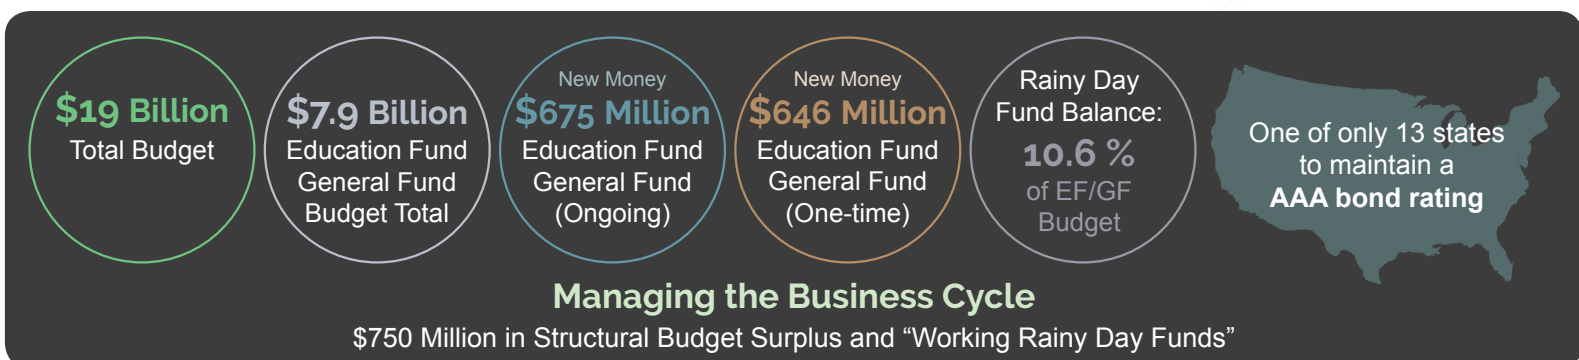 $19 Billion
Total Budget
$7.9 Billion
Education Fund
General Fund
Budget Total
New Money
$675 Million
Education Fund
General Fund
(Ongoing)
New Money
$646 Million
Education Fund
General Fund
(One-time)
Rainy Day
Fund Balance:
10.6 %
of EF/GF
Budget
One of only 13 states
to maintain a
AAA bond rating
Managing the Business Cycle
$750 Million in Structural Budget Surplus and “Working Rainy Day Funds”